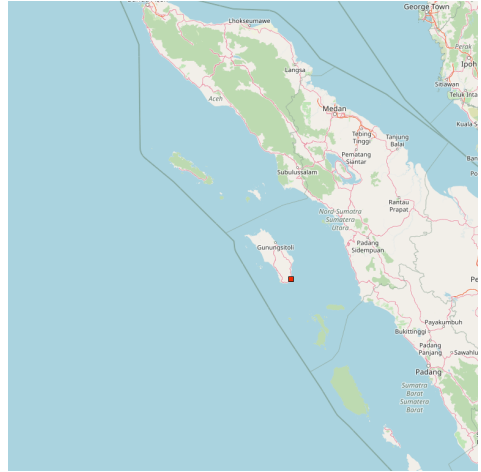 George Town
Lhokseumawe
Perak
Ipoh
Langsa
Sitiawan
Aceh
Teluk Inta
Medan
Kuala S
Tebing
Tinggi
Tanjung
Balai
Pematang
Siantar
Ban
Subulussalam
Rantau
Prapat
Nord-Sumatra
Sumatera
Utara
Gunungsitoli
Padang
Sidempuan
Pe
Payakumbuh
Bukittinggi
Padang
Panjang
Sawahlu
Padang
Sumatra
Barat
Sumatera
Barat